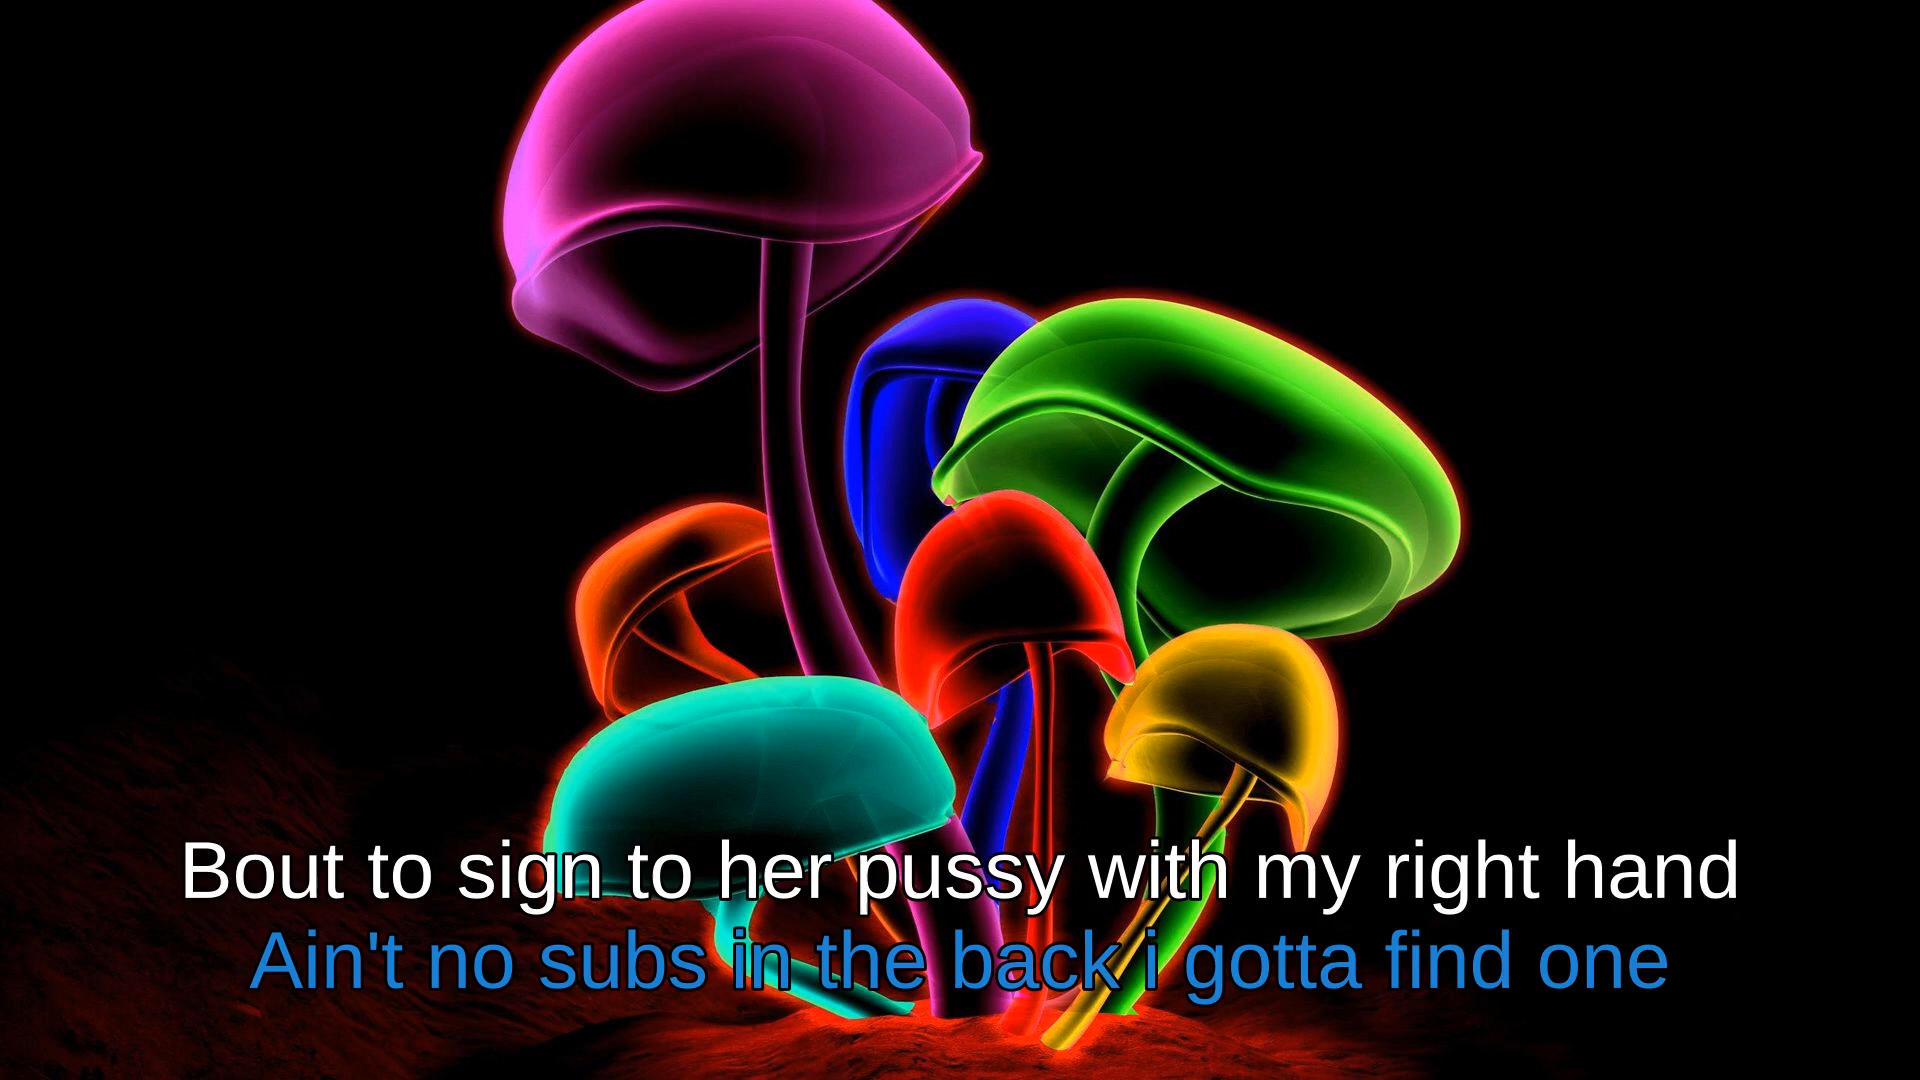 Bout to sign to her pussy with my right hand
Ain't no subs in the back i gotta find one